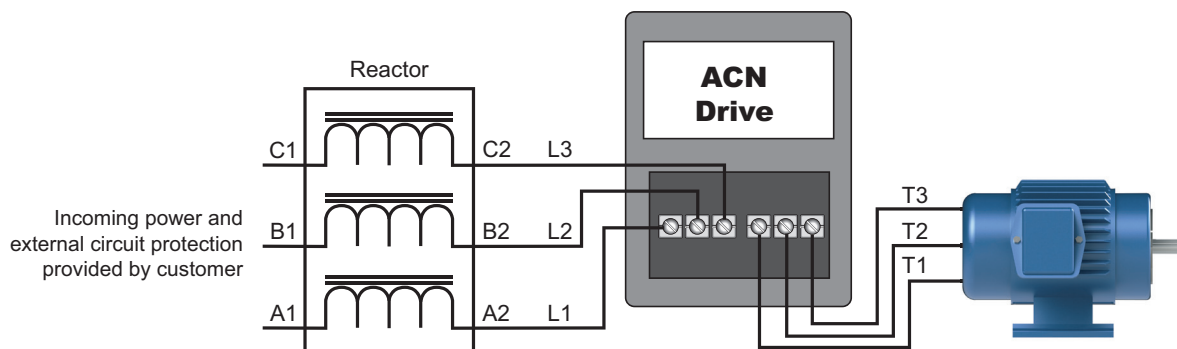 Reactor
ACN
Drive
C1
C2
L3
Incoming power and
external circuit protection
provided by customer
B1
B2
L2
T3
T2
T1
A1
A2
L1